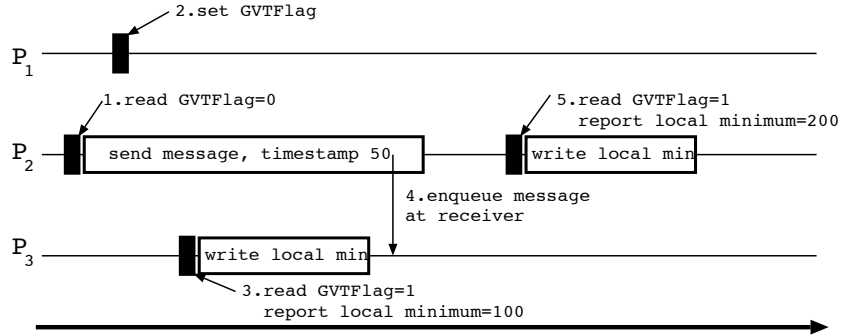 2.set GVTFlag
P1
1.read GVTFlag=0
5.read GVTFlag=1
report local minimum=200
P2
send message, timestamp 50
write local min
4.enqueue message
at receiver
P3
write local min
3.read GVTFlag=1
report local minimum=100